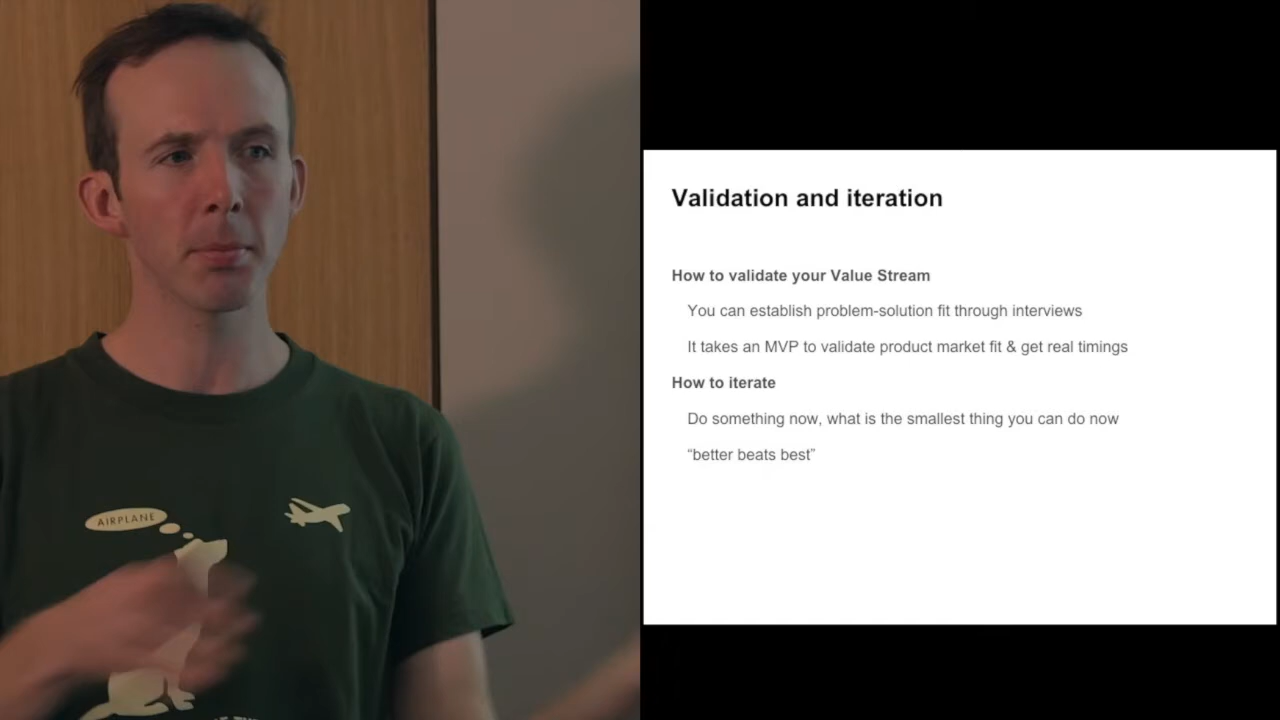 AIRPLANE
Validation and iteration
How to validate your Value Stream
You can establish problem-solution fit through interviews
It takes an MVP to validate product market fit & get real timings
How to iterate
Do something now, what is the smallest thing you can do now
“better beats best”